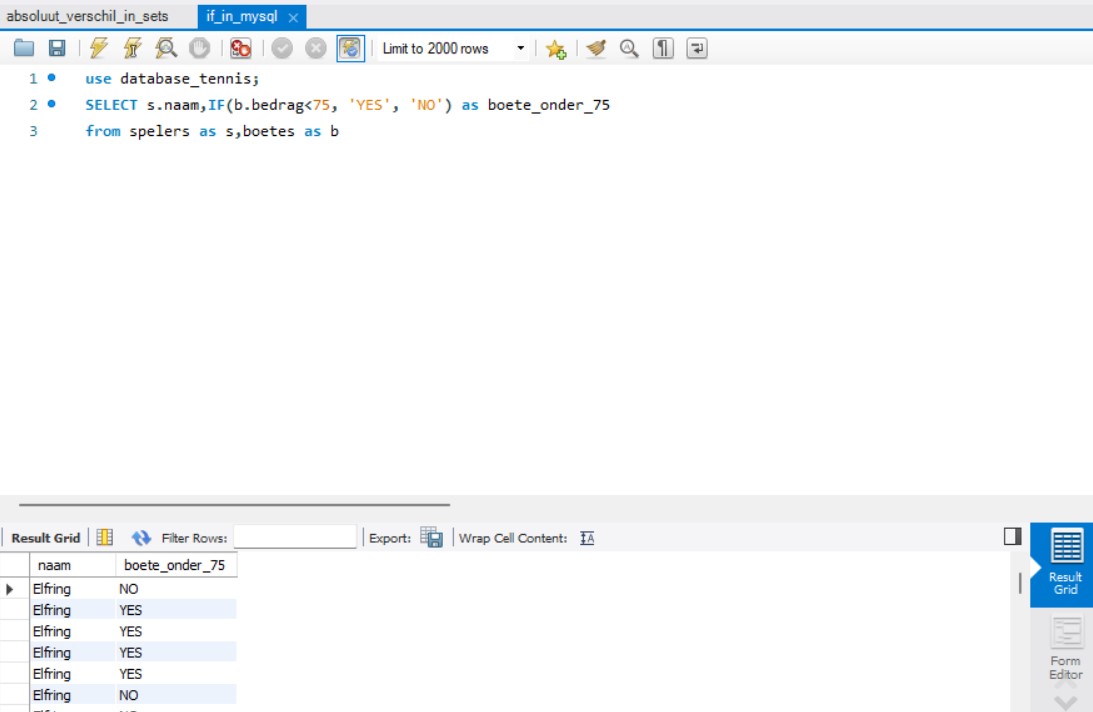 absoluut_verschil_in_sets if_in_mysql
Limit to 2000 rows
1 use database_tennis;
2 SELECT s.naam,IF(b.bedrag<75, 'YES', 'NO') as boete_onder_75
3 from spelers as s,boetes as b
Result Grid Filter Rows: Export: Wrap Cell Content: IA
naam boete_onder_75
Elfring NO
Elfring YES
Elfring YES
Elfring YES
Elfring YES
Elfring NO
Result
Grid
Form
Editor